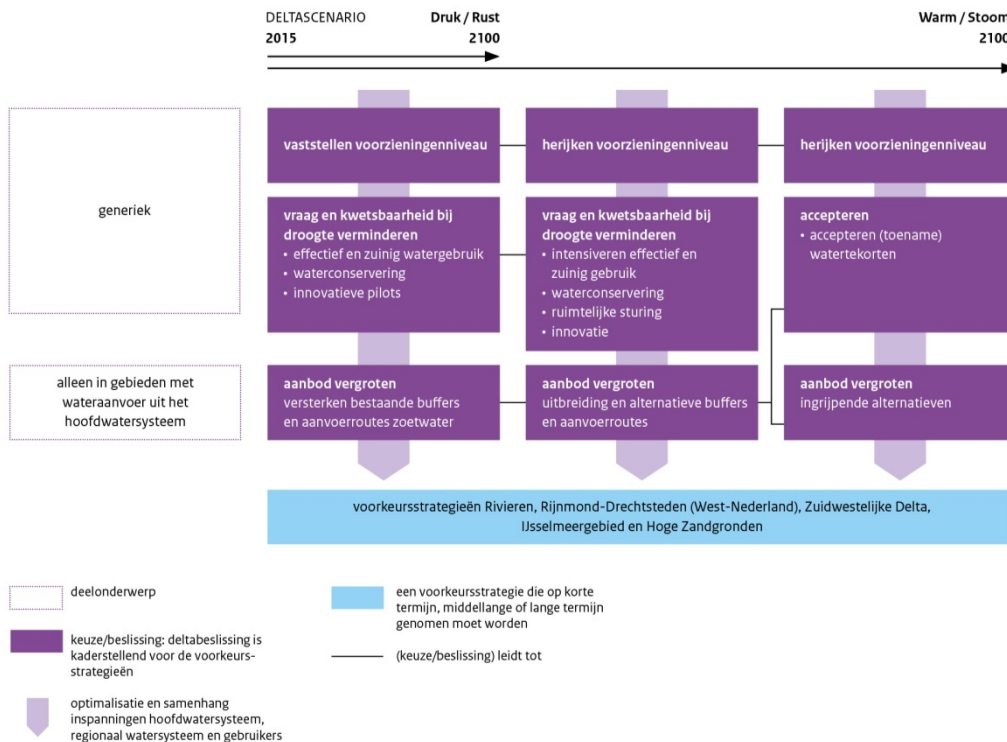 DELTASCENARIO
Druk / Rust
Warm / Stoom
2015
2100
2100
generiek
vaststellen voorzieningenniveau
herijken voorzieningenniveau
herijken voorzieningenniveau
vraag en kwetsbaarheid bij
droogte verminderen
• effectief en zuinig watergebruik
• waterconservering
• innovatieve pilots
vraag en kwetsbaarheid bij
droogte verminderen
• intensiveren effectief en
zuinig gebruik
• waterconservering
• ruimtelijke sturing
• innovatie
accepteren
• accepteren (toename)
watertekorten
alleen in gebieden met
wateraanvoer uit het
hoofdwatersysteem
aanbod vergroten
versterken bestaande buffers
en aanvoerroutes zoetwater
aanbod vergroten
uitbreiding en alternatieve buffers
en aanvoerroutes
aanbod vergroten
ingrijpende alternatieven
voorkeursstrategieën Rivieren, Rijnmond-Drechtsteden (West-Nederland), Zuidwestelijke Delta,
IJsselmeergebied en Hoge Zandgronden
deelonderwerp
keuze/beslissing: deltabeslissing is
kaderstellend voor de voorkeurs-
strategieën
optimalisatie en samenhang
inspanningen hoofdwatersysteem,
regionaal watersysteem en gebruikers
een voorkeursstrategie die op korte
termijn, middellange of lange termijn
genomen moet worden
(keuze/beslissing) leidt tot